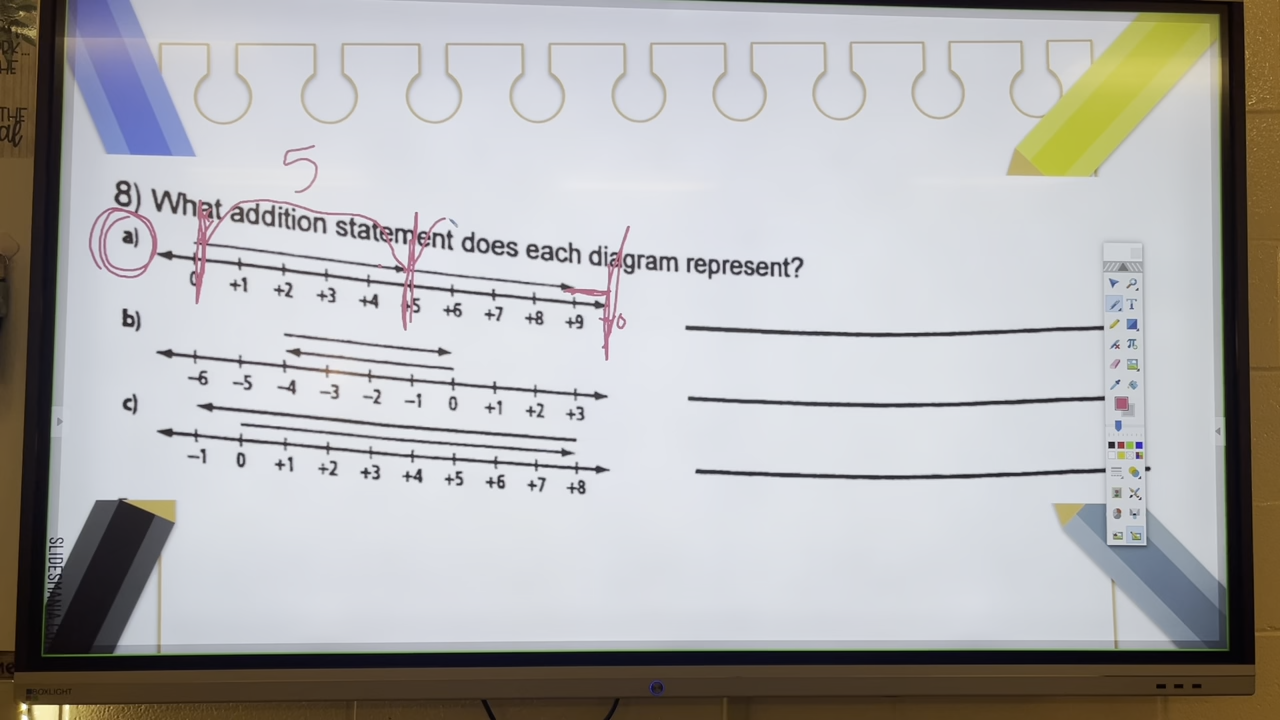 5
8) What addition statement does each diagram represent?
a)
0 +1 +2 +3 +4 +5 +6 +7 +8 +9
b)
–6 –5 –4 –3 –2 –1 0 +1 +2 +3
c)
–1 0 +1 +2 +3 +4 +5 +6 +7 +8
SLIDESMANIA
BOXLIGHT
THE